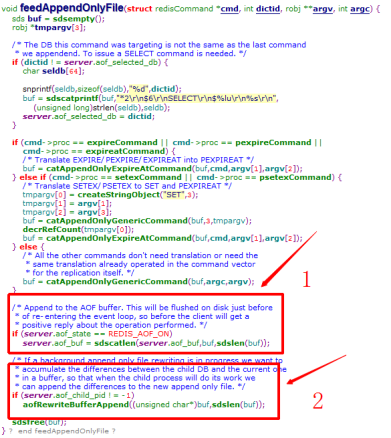 void feedAppendOnlyFile(struct redisCommand *cmd, int dictid, robj **argv, int argc) {
sds buf = sdsempty();
robj *tmpargv[3];
/* The DB this command was targeting is not the same as the last command
* we appendend. To issue a SELECT command is needed. */
if (dictid != server.aof_selected_db) {
char seldb[64];
snprintf(seldb,sizeof(seldb),"%d",dictid);
buf = sdscatprintf(buf,"*2\r\n$6\r\nSELECT\r\n$%lu\r\n%s\r\n",
(unsigned long)strlen(seldb),seldb);
server.aof_selected_db = dictid;
}
if (cmd->proc == expireCommand || cmd->proc == pexpireCommand ||
cmd->proc == expireatCommand) {
/* Translate EXPIRE/PEXPIRE/EXPIREAT into PEXPIREAT */
buf = catAppendOnlyExpireAtCommand(buf,cmd,argv[1],argv[2]);
} else if (cmd->proc == setexCommand || cmd->proc == psetexCommand) {
/* Translate SETEX/PSETEX to SET and PEXPIREAT */
tmpargv[0] = createStringObject("SET",3);
tmpargv[1] = argv[1];
tmpargv[2] = argv[3];
buf = catAppendOnlyGenericCommand(buf,3,tmpargv);
decrRefCount(tmpargv[0]);
buf = catAppendOnlyExpireAtCommand(buf,cmd,argv[1],argv[2]);
} else {
/* All the other commands don't need translation or need the
* same translation already operated in the command vector
* for the replication itself. */
buf = catAppendOnlyGenericCommand(buf,argc,argv);
}
1
/* Append to the AOF buffer. This will be flushed on disk just before
* of re-entering the event loop, so before the client will get a
* positive reply about the operation performed. */
if (server.aof_state == REDIS_AOF_ON)
server.aof_buf = sdscatlen(server.aof_buf,buf,sdslen(buf));
/* If a background append only file rewriting is in progress we want to
* accumulate the differences between the child DB and the current one
* in a buffer, so that when the child process will do its work we
* can append the differences to the new append only file. */
if (server.aof_child_pid != -1)
aofRewriteBufferAppend((unsigned char*)buf,sdslen(buf));
2
sdsfree(buf);
} ? end feedAppendOnlyFile ?